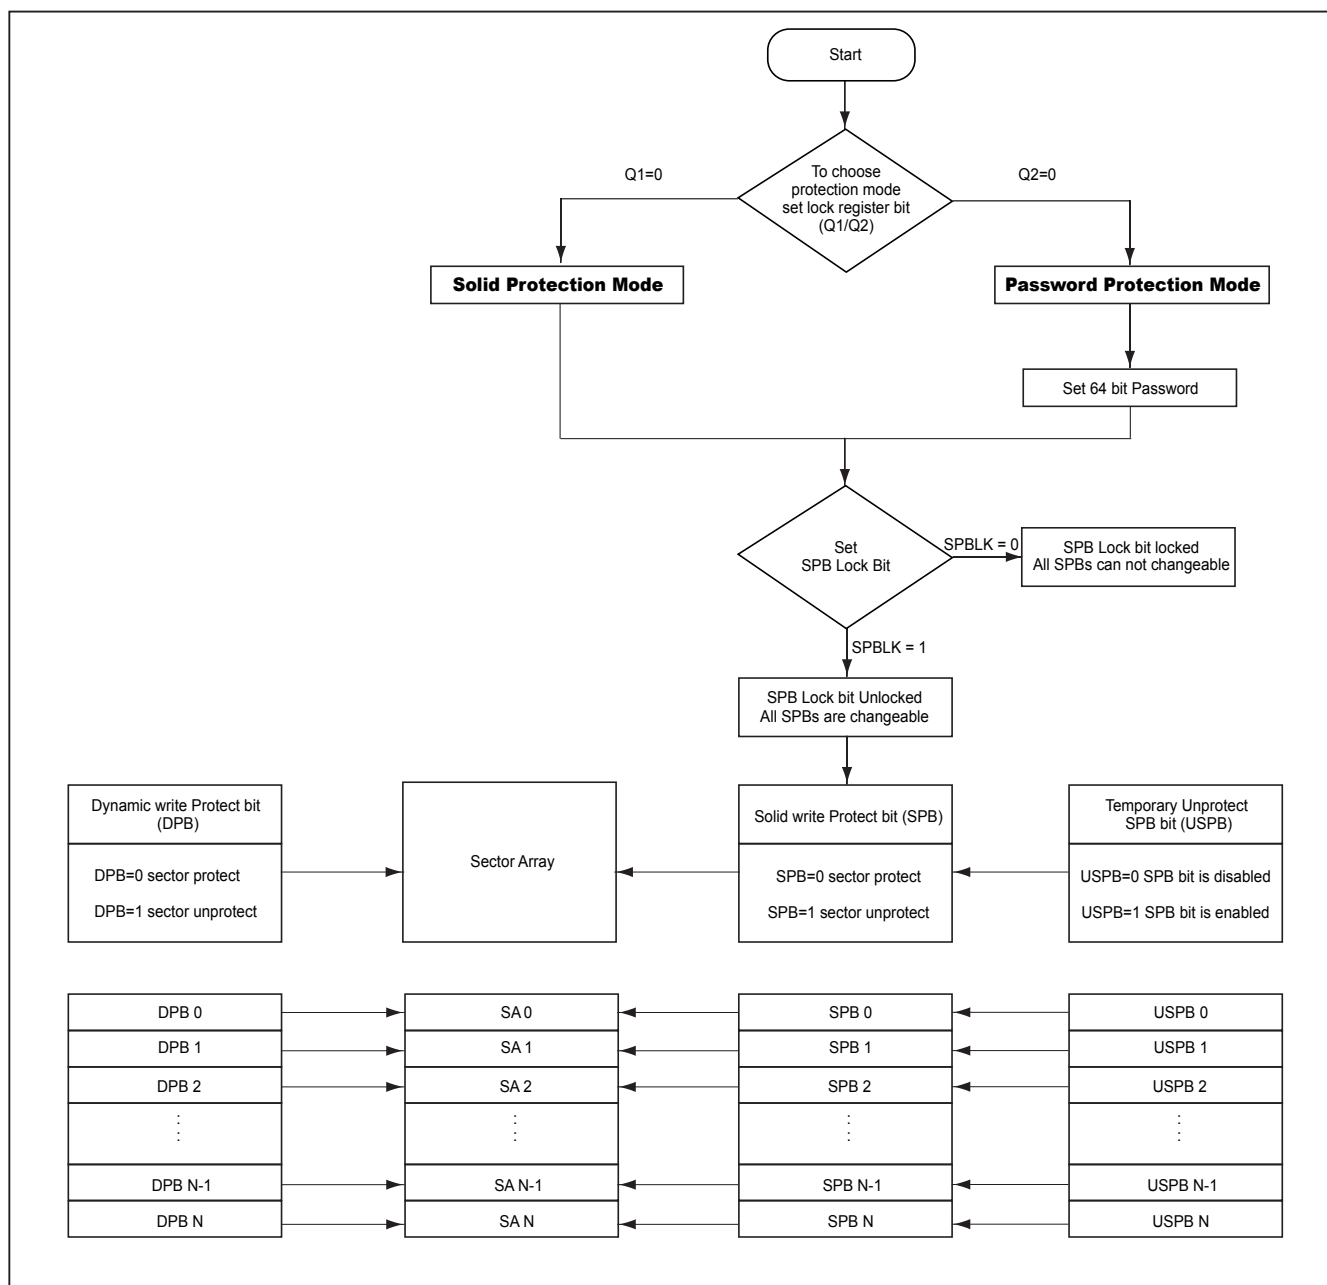 Start
To choose
protection mode
set lock register bit
(Q1/Q2)
Q1=0
Q2=0
Solid Protection Mode
Password Protection Mode
Set 64 bit Password
Set
SPB Lock Bit
SPBLK = 0
SPB Lock bit locked
All SPBs can not changeable
SPBLK = 1
SPB Lock bit Unlocked
All SPBs are changeable
Dynamic write Protect bit
(DPB)
DPB=0 sector protect
DPB=1 sector unprotect
Sector Array
Solid write Protect bit (SPB)
SPB=0 sector protect
SPB=1 sector unprotect
Temporary Unprotect
SPB bit (USPB)
USPB=0 SPB bit is disabled
USPB=1 SPB bit is enabled
DPB 0
SA 0
SPB 0
USPB 0
DPB 1
SA 1
SPB 1
USPB 1
DPB 2
SA 2
SPB 2
USPB 2
DPB N-1
SA N-1
SPB N-1
USPB N-1
DPB N
SA N
SPB N
USPB N